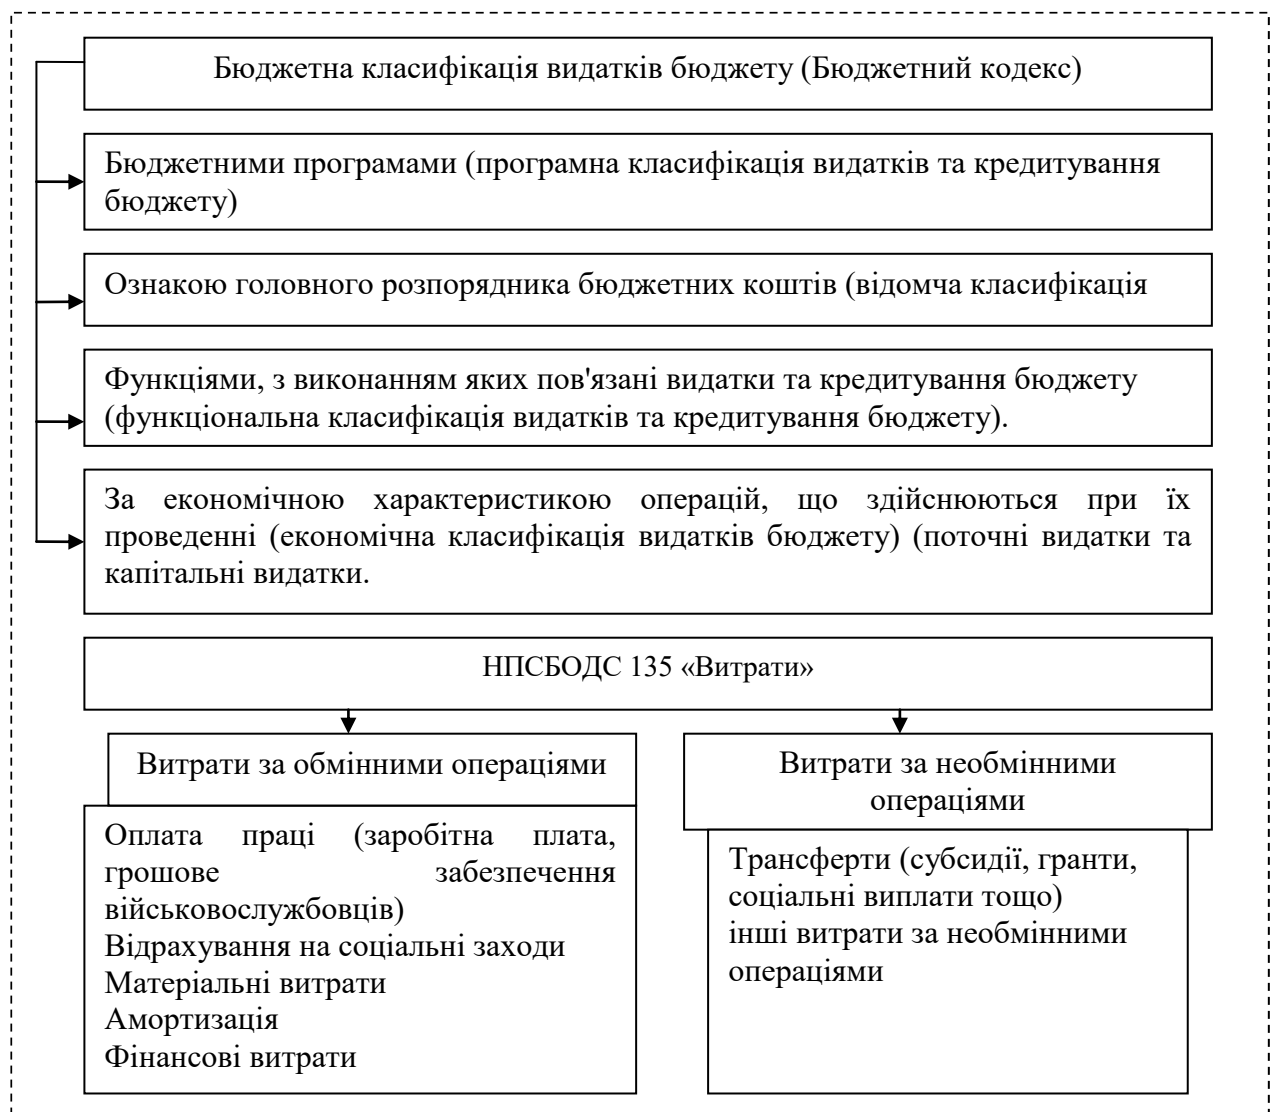 Бюджетна класифікація видатків бюджету (Бюджетний кодекс)
Бюджетними програмами (програмна класифікація видатків та кредитування
бюджету)
Ознакою головного розпорядника бюджетних коштів (відомча класифікація
Функціями, з виконанням яких пов'язані видатки та кредитування бюджету
(функціональна класифікація видатків та кредитування бюджету).
За економічною характеристикою операцій, що здійснюються при їх
проведенні (економічна класифікація видатків бюджету) (поточні видатки та
капітальні видатки.
НПСБОДС 135 «Витрати»
Витрати за обмінними операціями
Оплата праці (заробітна плата,
грошове забезпечення
військовослужбовців)
Відрахування на соціальні заходи
Матеріальні витрати
Амортизація
Фінансові витрати
Витрати за необмінними
операціями
Трансферти (субсидії, гранти,
соціальні виплати тощо)
інші витрати за необмінними
операціями